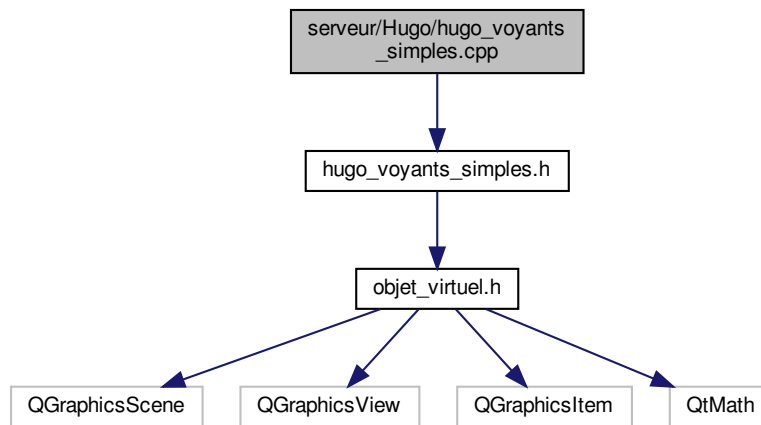 serveur/Hugo/hugo_voyants
_simples.cpp
hugo_voyants_simples.h
objet_virtuel.h
QGraphicsScene
QGraphicsView
QGraphicsItem
QtMath